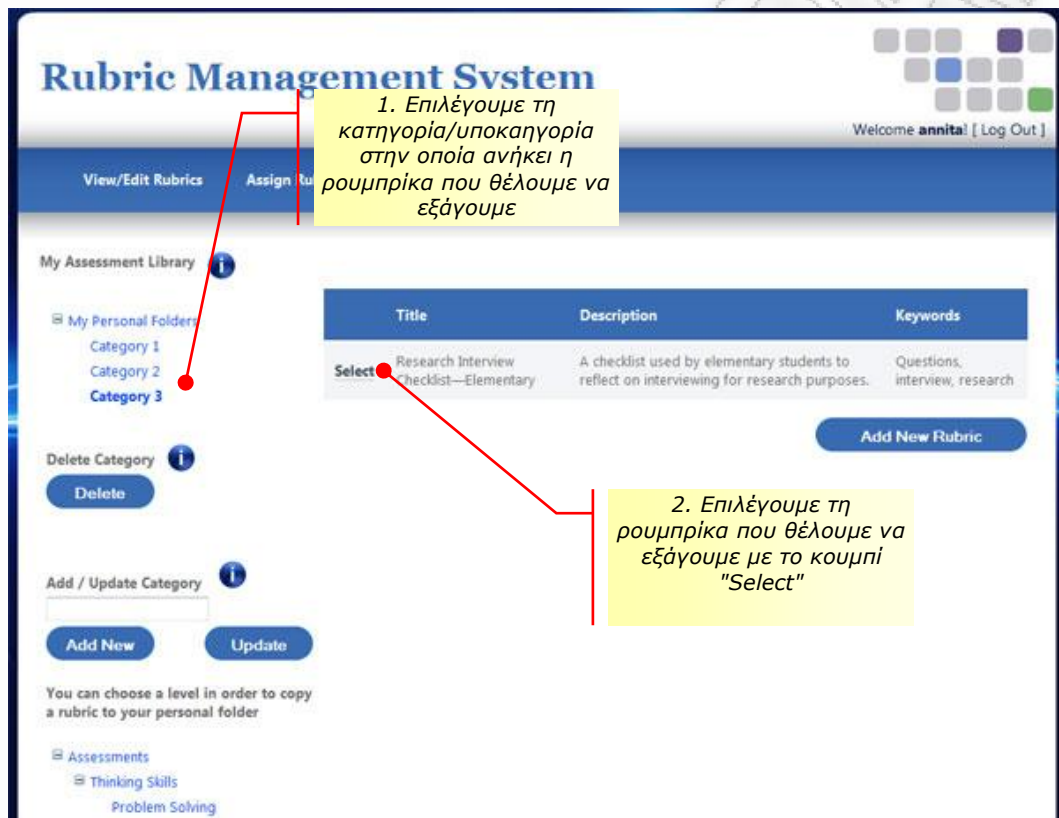 Rubric Management System
1. Επιλέγουμε τη
κατηγορία/υποκαηγορία
στην οποία ανήκει η
ρουμπρίκα που θέλουμε να
εξάγουμε
Welcome annita! [ Log Out ]
View/Edit Rubrics
Assign Ru
My Assessment Library
My Personal Folders
Category 1
Category 2
Category 3
Title Description Keywords
Select Research Interview A checklist used by elementary students to Questions,
Checklist—Elementary reflect on interviewing for research purposes. interview, research
Add New Rubric
Delete Category
Delete
2. Επιλέγουμε τη
ρουμπρίκα που θέλουμε να
εξάγουμε με το κουμπί
"Select"
Add / Update Category
Add New Update
You can choose a level in order to copy
a rubric to your personal folder
Assessments
Thinking Skills
Problem Solving